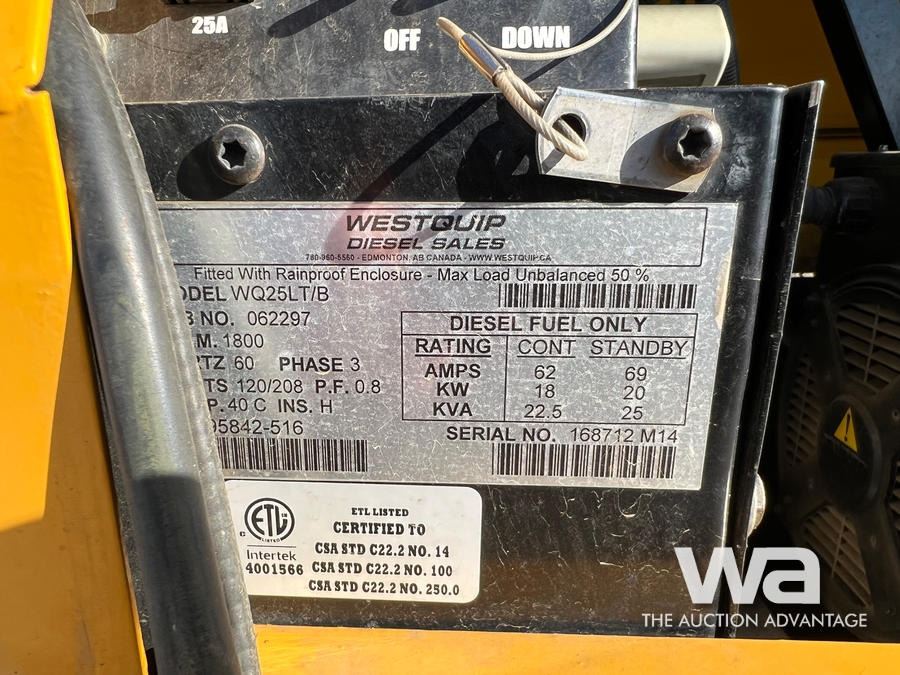 25A OFF DOWN
WESTQUIP
DIESEL SALES
780-960-5560 - EDMONTON, AB CANADA - WWW.WESTQUIP.CA
Fitted With Rainproof Enclosure - Max Load Unbalanced 50 %
ODEL WQ25LT/B
B NO. 062297
M. 1800
TZ 60 PHASE 3
TS 120/208 P.F. 0.8
P. 40 C INS. H
95842-516
DIESEL FUEL ONLY
RATING CONT STANDBY
AMPS 62 69
KW 18 20
KVA 22.5 25
SERIAL NO. 168712 M14
ETL LISTED
CERTIFIED TO
CSA STD C22.2 NO. 14
CSA STD C22.2 NO. 100
CSA STD C22.2 NO. 250.0
C ETL
LISTED
Intertek
4001566
wa
THE AUCTION ADVANTAGE